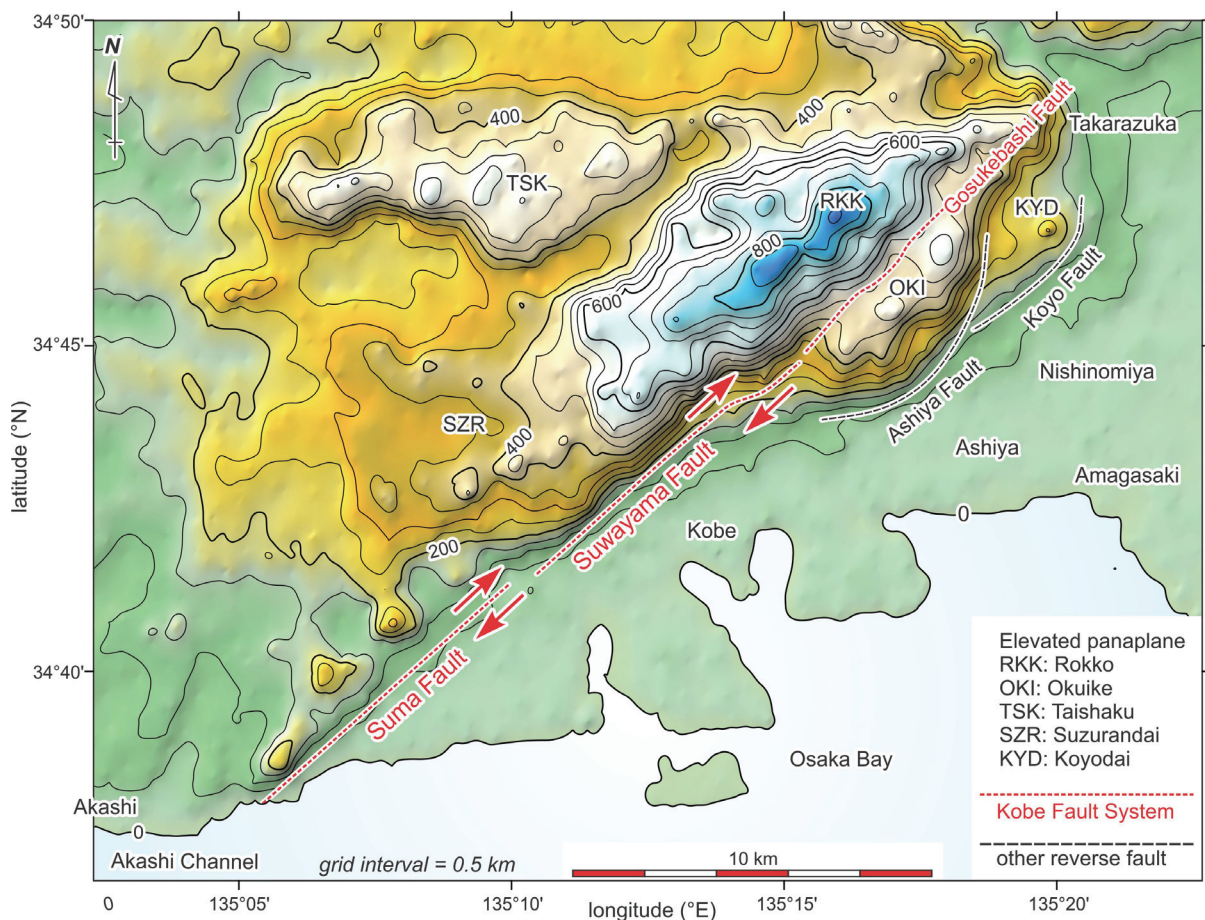 34°50'
N
400
400
600
Gosukebashi Fault
Takarazuka
TSK
RKK
KYD
800
600
OKI
Koyo Fault
34°45'
Ashiya Fault
Nishinomiya
SZR
400
Ashiya
Amagasaki
0
200
Suwayama Fault
Kobe
34°40'
Suma Fault
Osaka Bay
Akashi
0
Akashi Channel
grid interval = 0.5 km
10 km
Elevated panaplane
RKK: Rokko
OKI: Okuike
TSK: Taishaku
SZR: Suzurandai
KYD: Koyodai
Kobe Fault System
other reverse fault
0
135°05'
135°10'
135°15'
135°20'
longitude (°E)
latitude (°N)